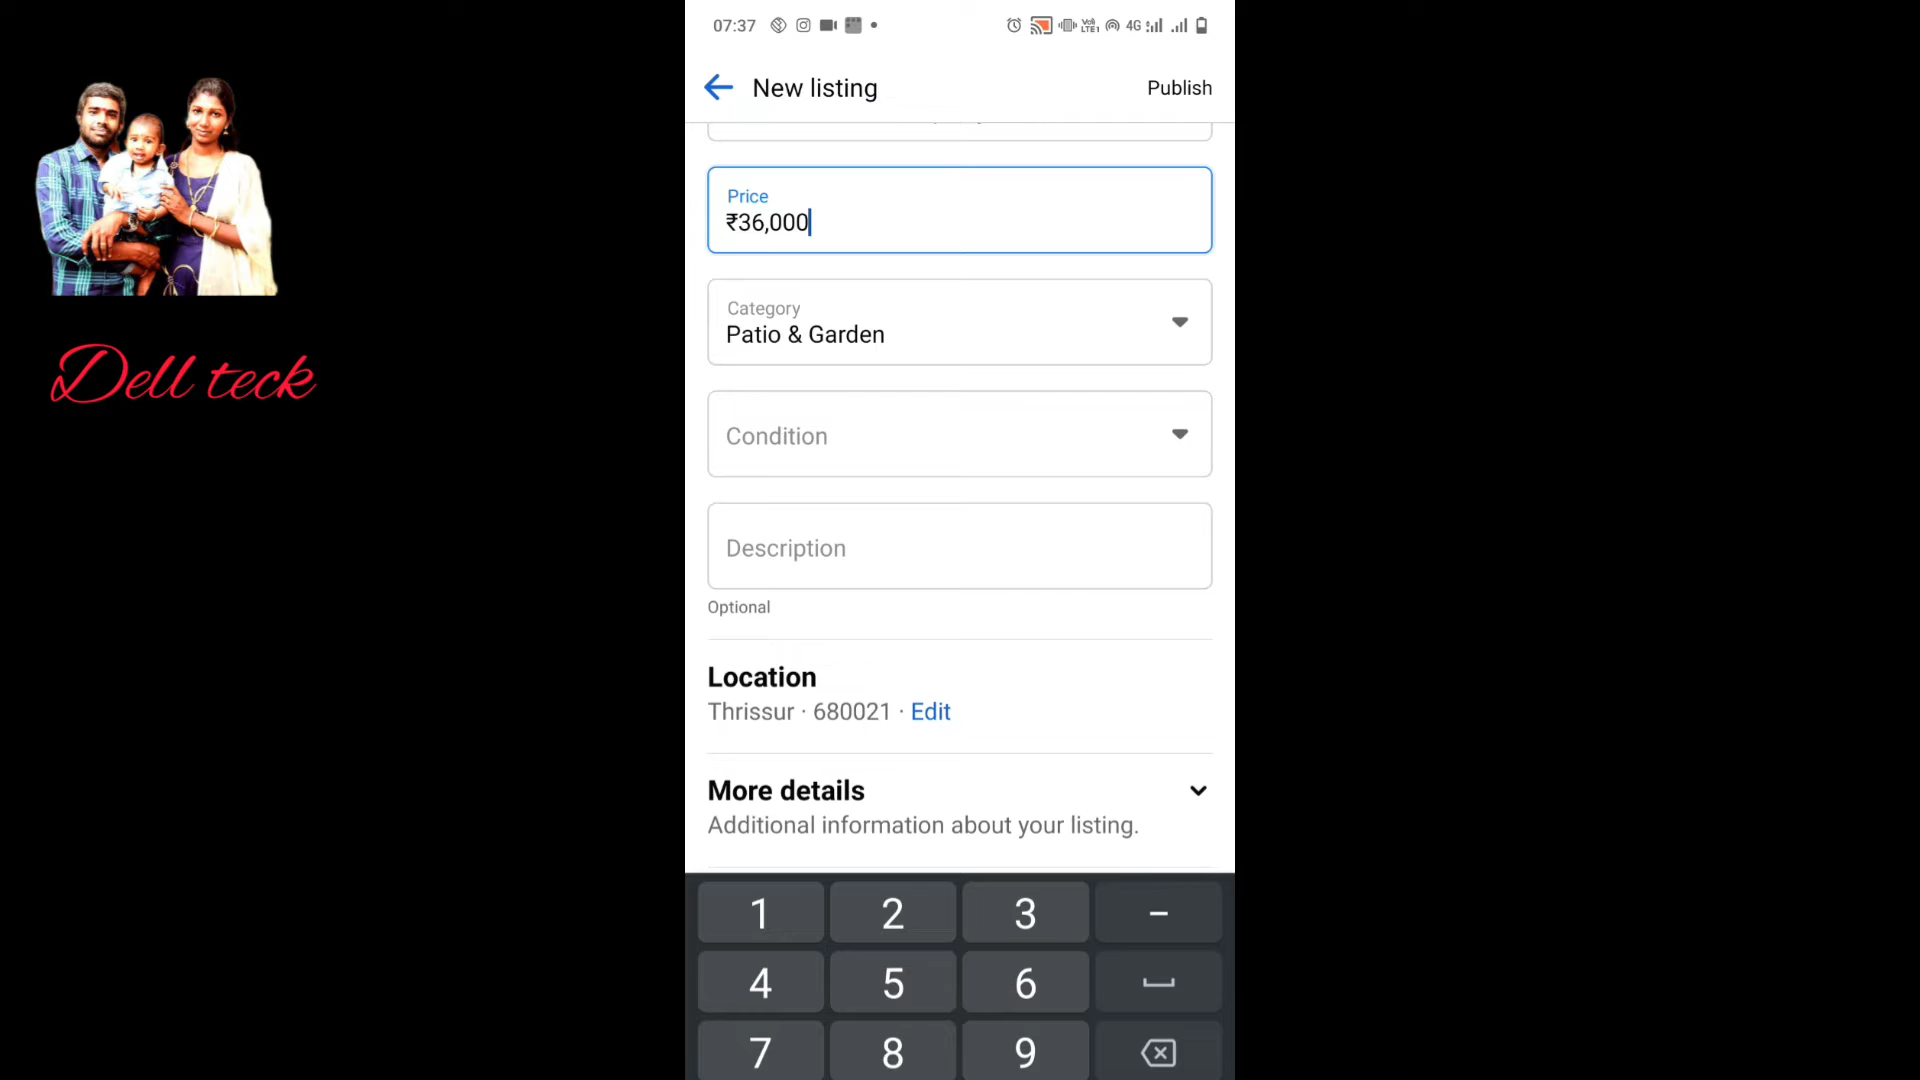 07:37
4G
New listing
Publish
Price
₹36,000
Category
Patio & Garden
Condition
Description
Optional
Location
Thrissur · 680021 · Edit
More details
Additional information about your listing.
1 2 3 –
4 5 6
7 8 9
Dell teck